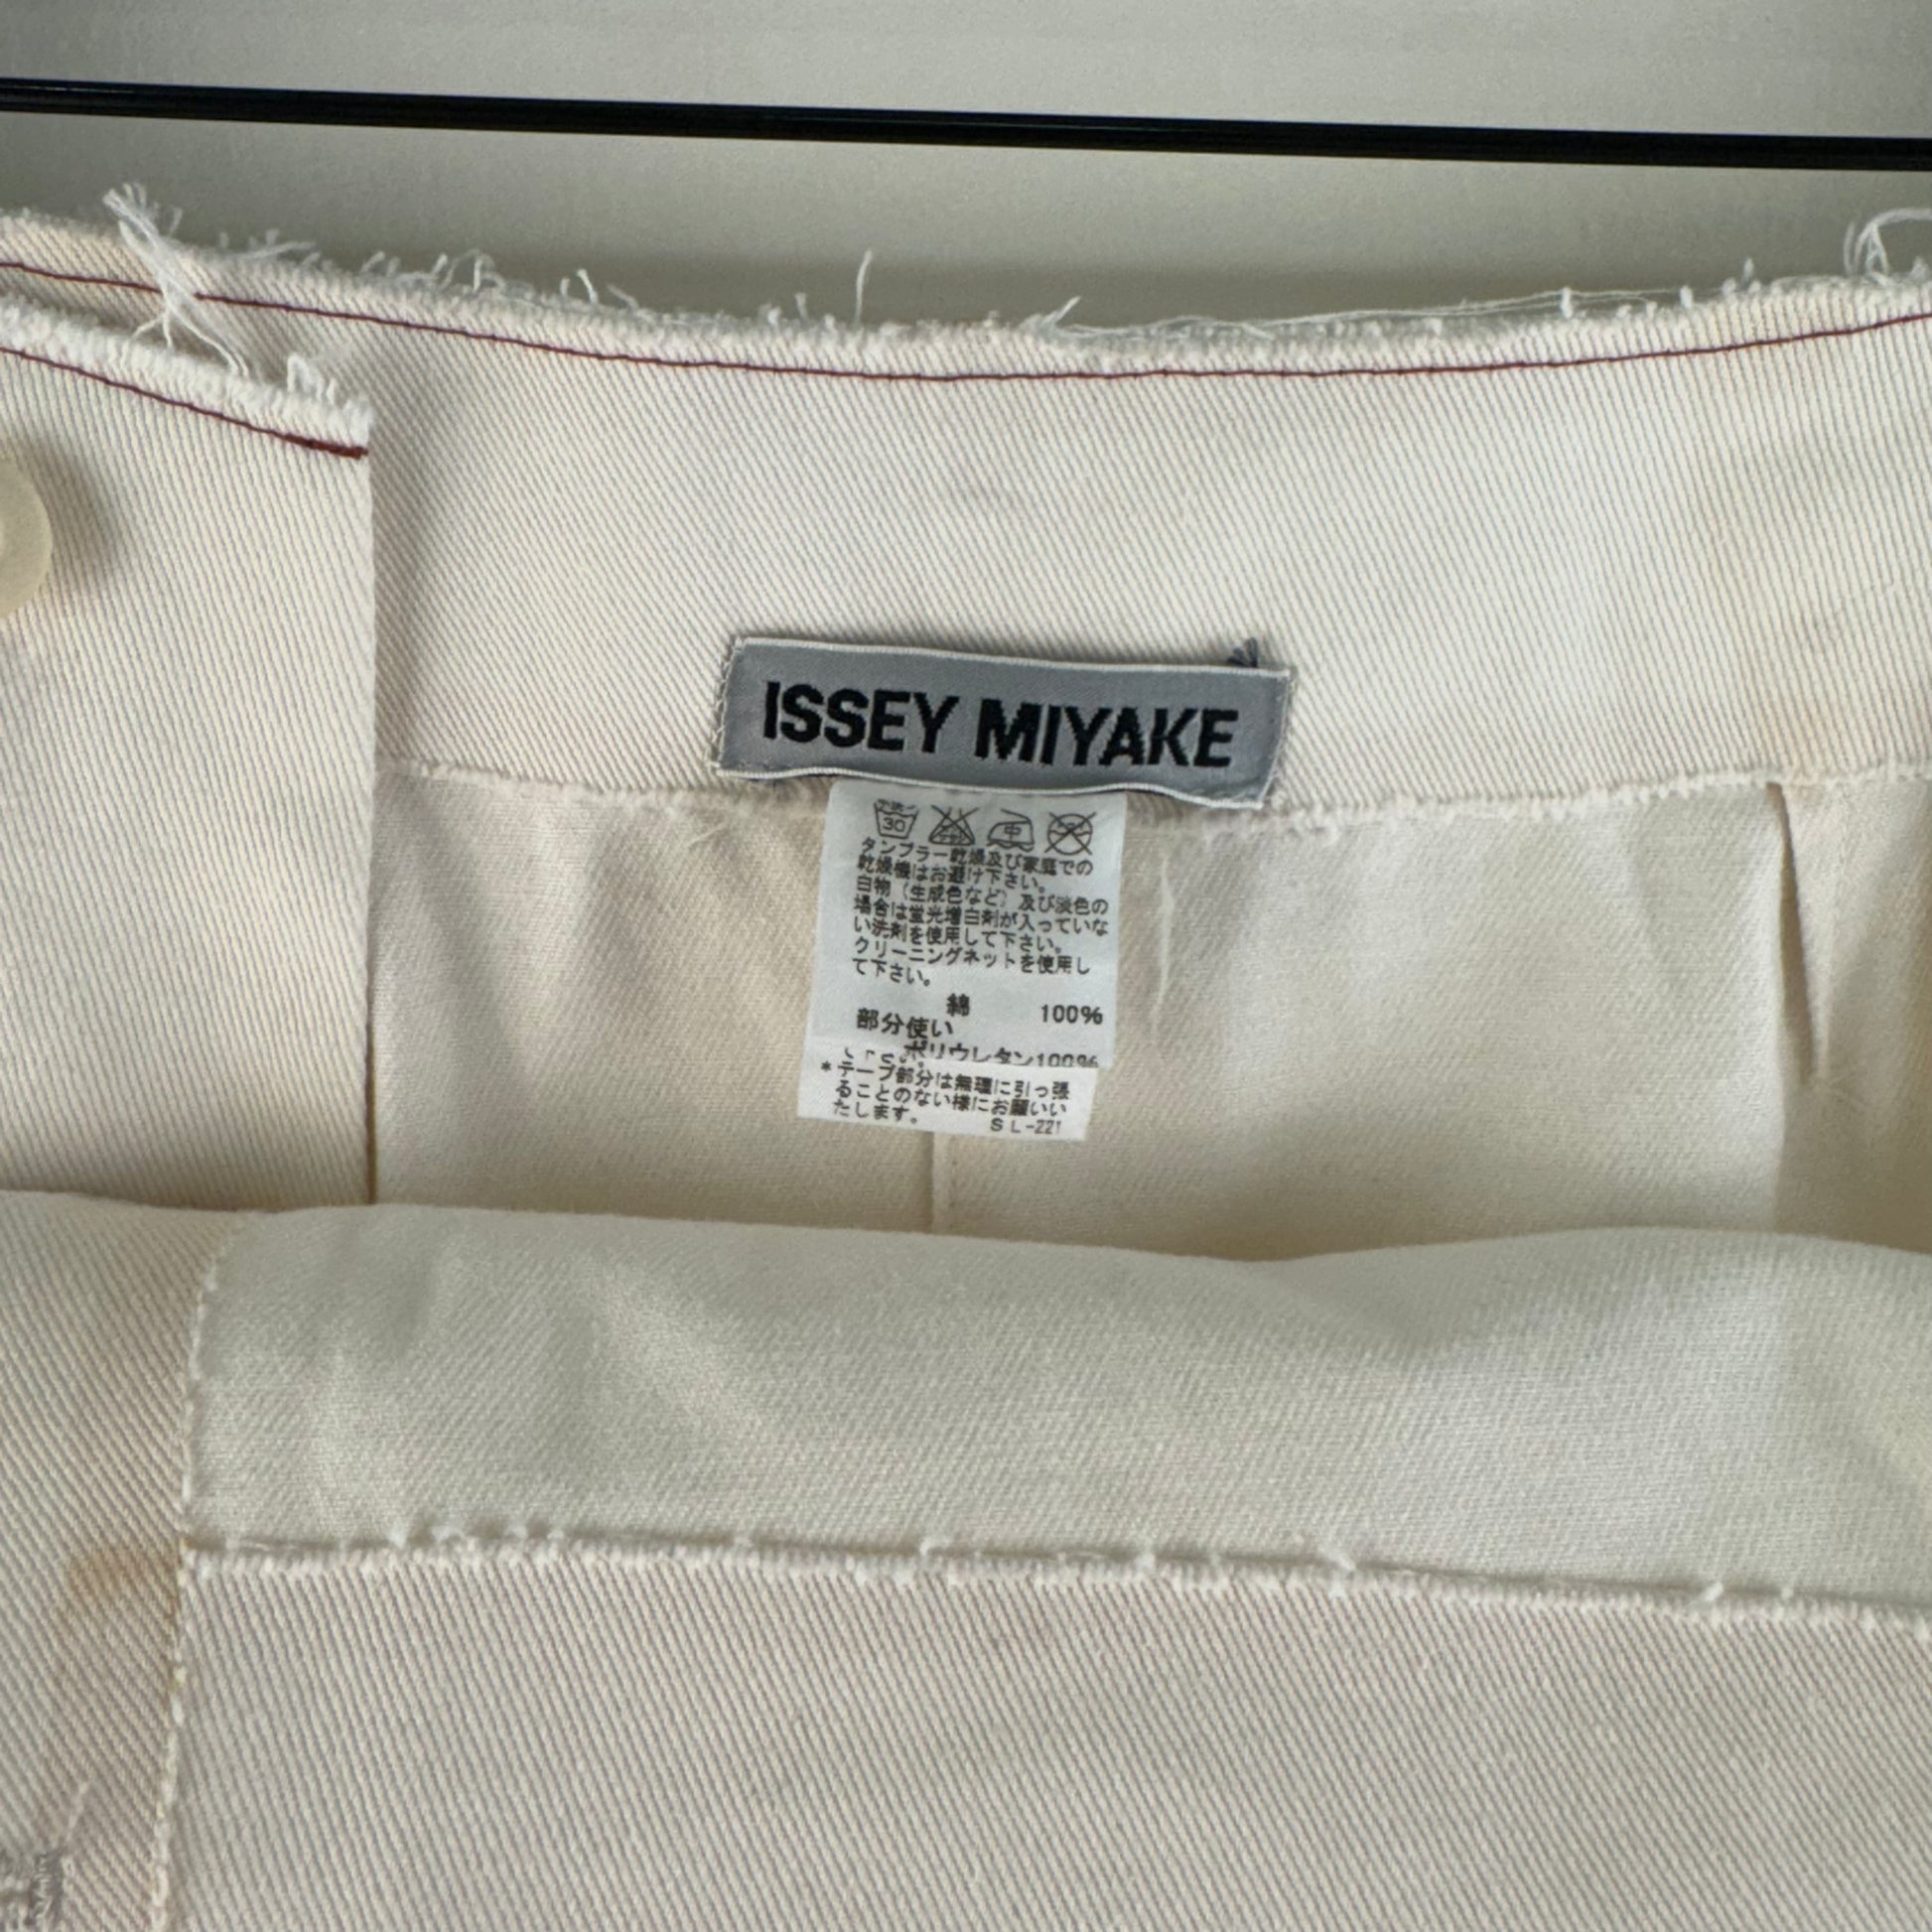 ISSEY MIYAKE
30 中
タンブラー乾燥及び家庭での
乾燥機はお避け下さい。
白物（生成色など）及び淡色の
場合は蛍光増白剤が入っていな
い洗剤を使用して下さい。
クリーニングネットを使用し
て下さい。
綿 100%
部分使い
ポリウレタン100%
*テープ部分は無理に引っ張
ることのない様にお願いい
たします。
SL-221